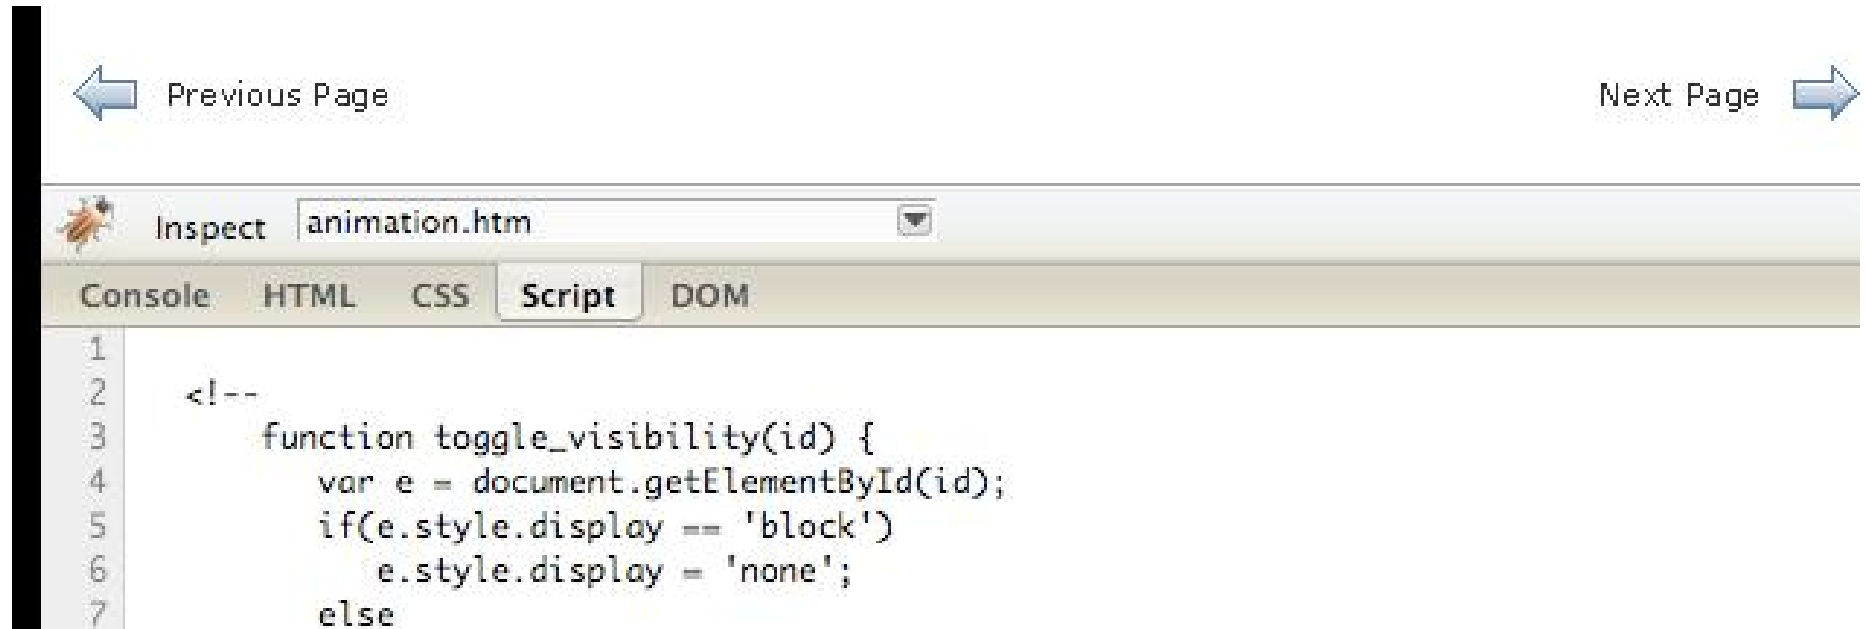 Previous Page Next Page
Inspect animation.htm
Console HTML CSS Script DOM
1
2 <!--
3 function toggle_visibility(id) {
4 var e = document.getElementById(id);
5 if(e.style.display == 'block')
6 e.style.display = 'none';
7 else